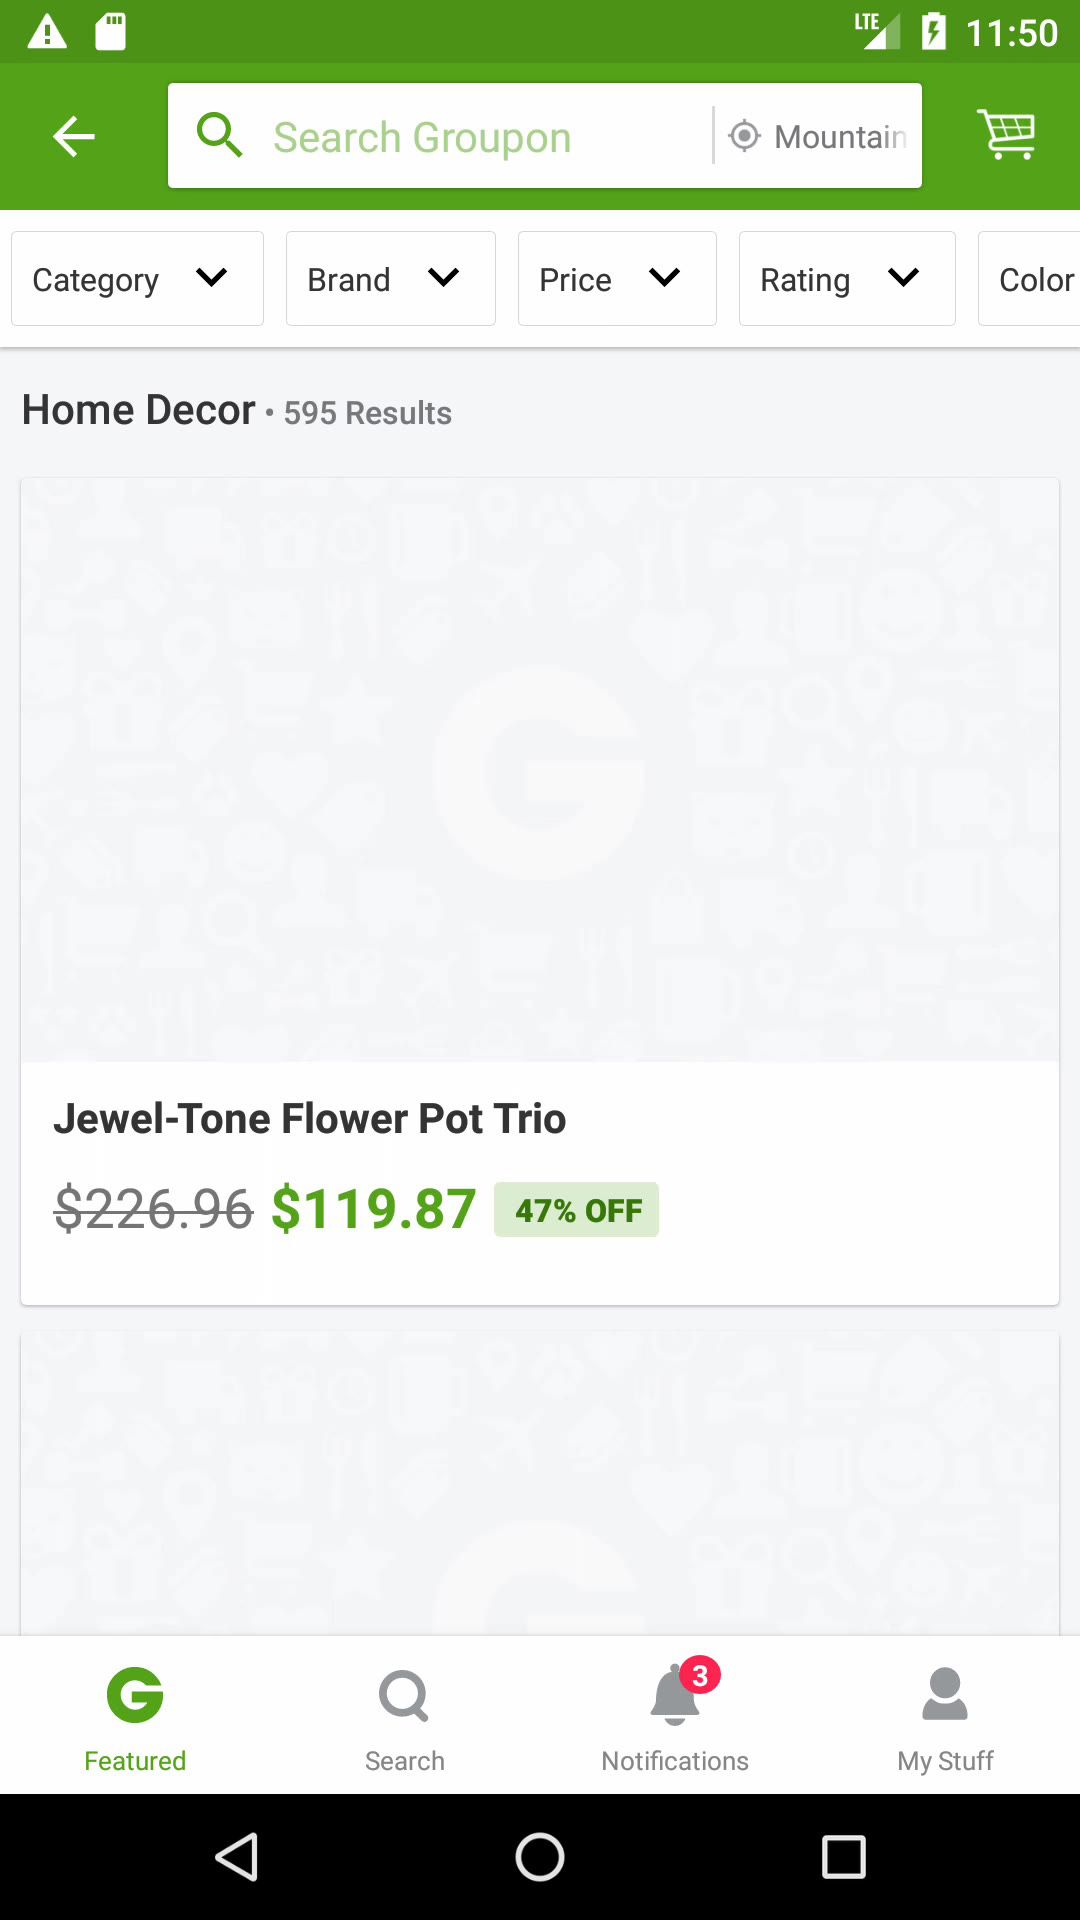 LTE 11:50
Search Groupon Mountain
Category Brand Price Rating Color
Home Decor • 595 Results
G
Jewel-Tone Flower Pot Trio
$226.96 $119.87 47% OFF
G
G 3
Featured Search Notifications My Stuff